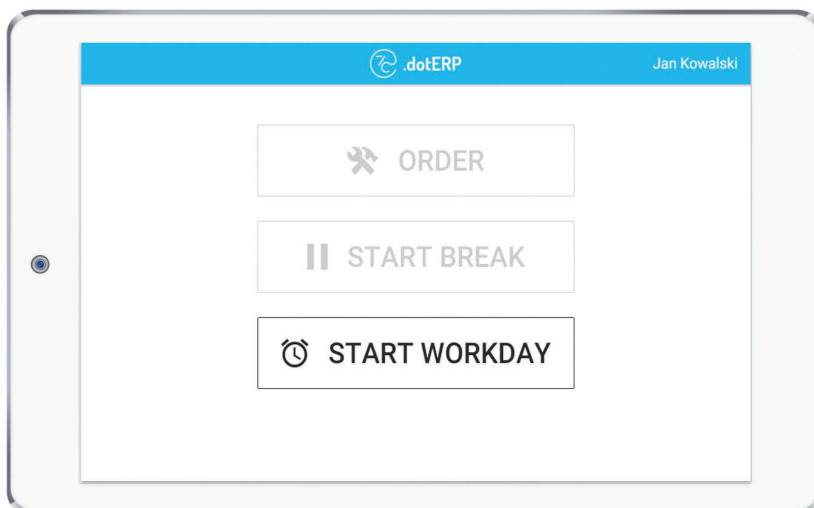 .dotERP
Jan Kowalski
ORDER
START BREAK
START WORKDAY